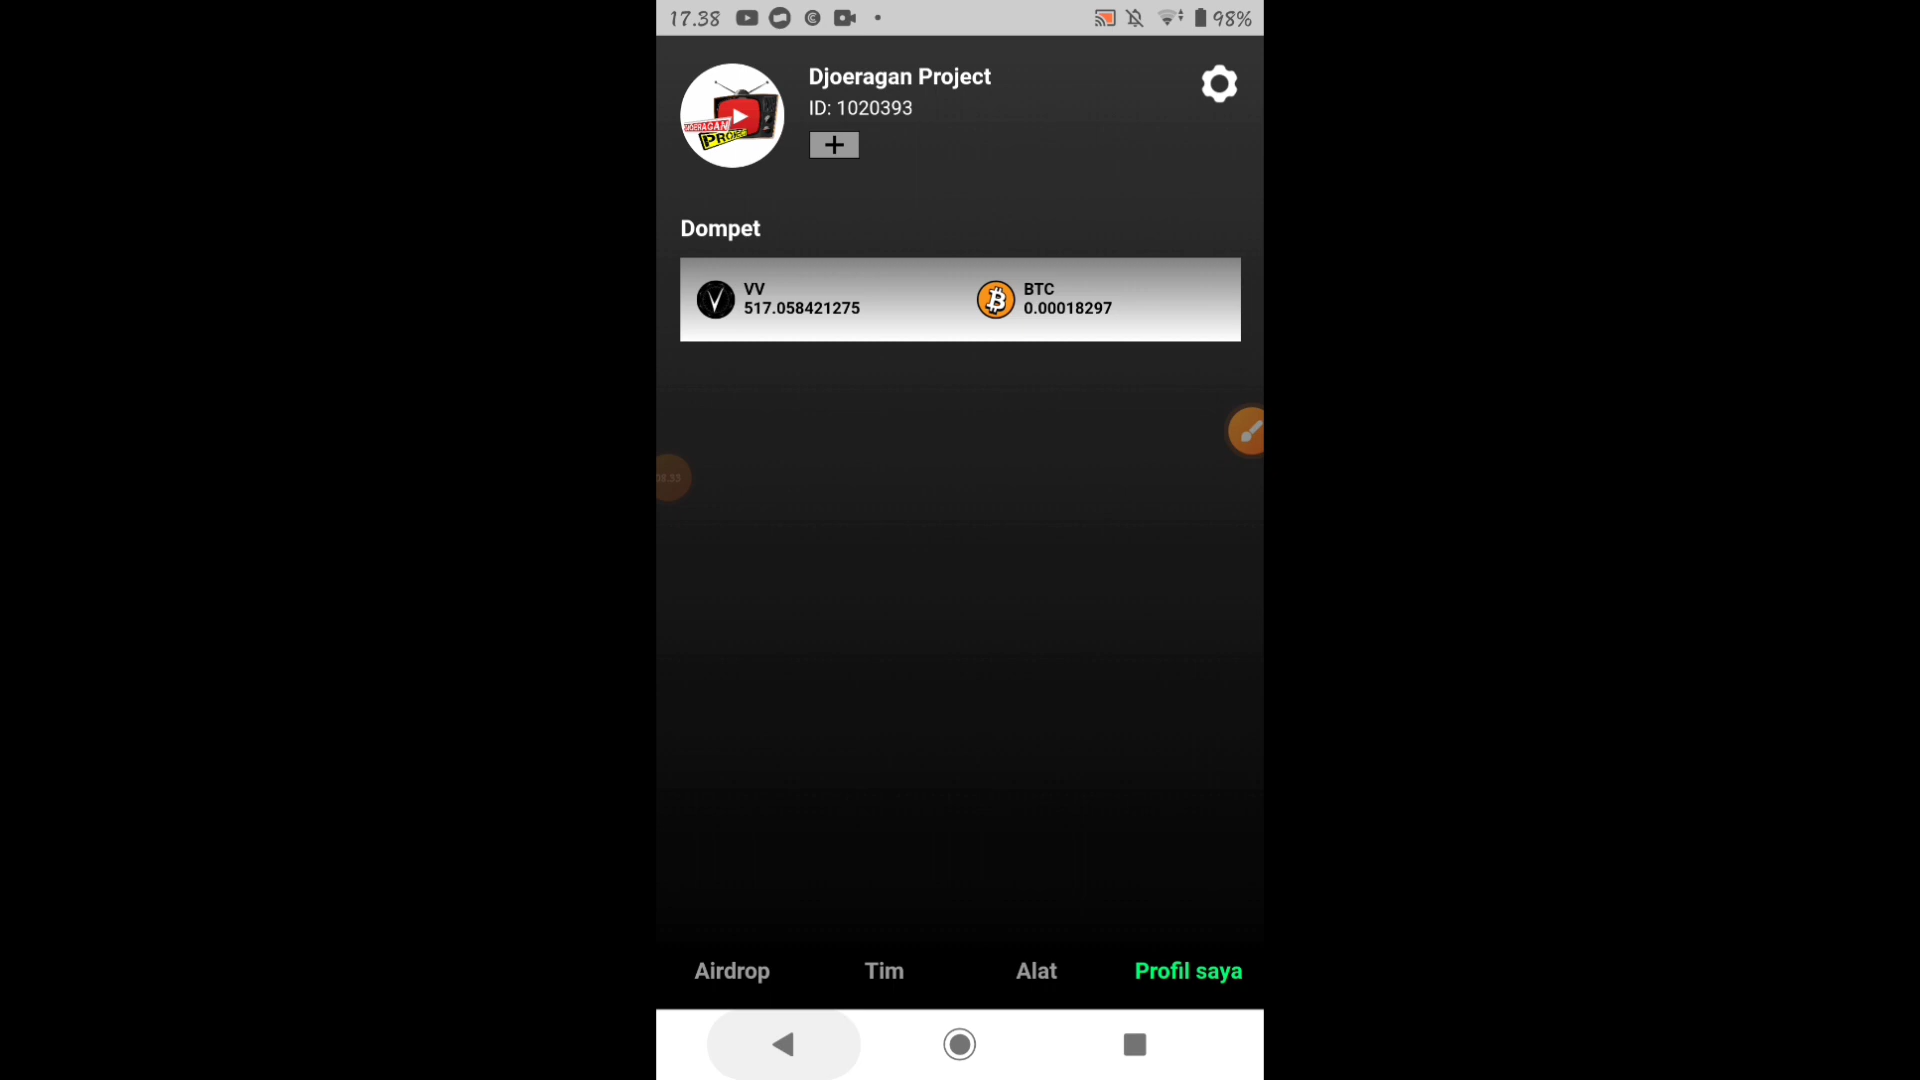 17.38
98%
Djoeragan Project
ID: 1020393
DJOERAGAN
Dompet
VV
517.058421275
BTC
0.00018297
Airdrop
Tim
Alat
Profil saya